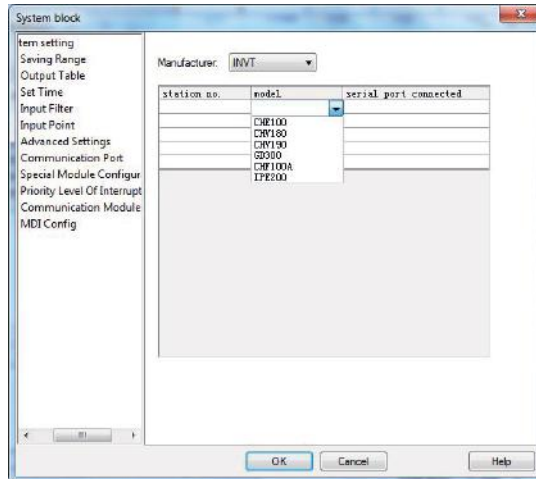 System block
tem setting
Saving Range
Output Table
Set Time
Input Filter
Input Point
Advanced Settings
Communication Port
Special Module Configur
Priority Level Of Interrupt
Communication Module
MDI Config
Manufacturer: INVT
station no. model serial port connected
CHE100
CHV180
CHV190
GD300
CHF100A
IPE200
OK Cancel Help